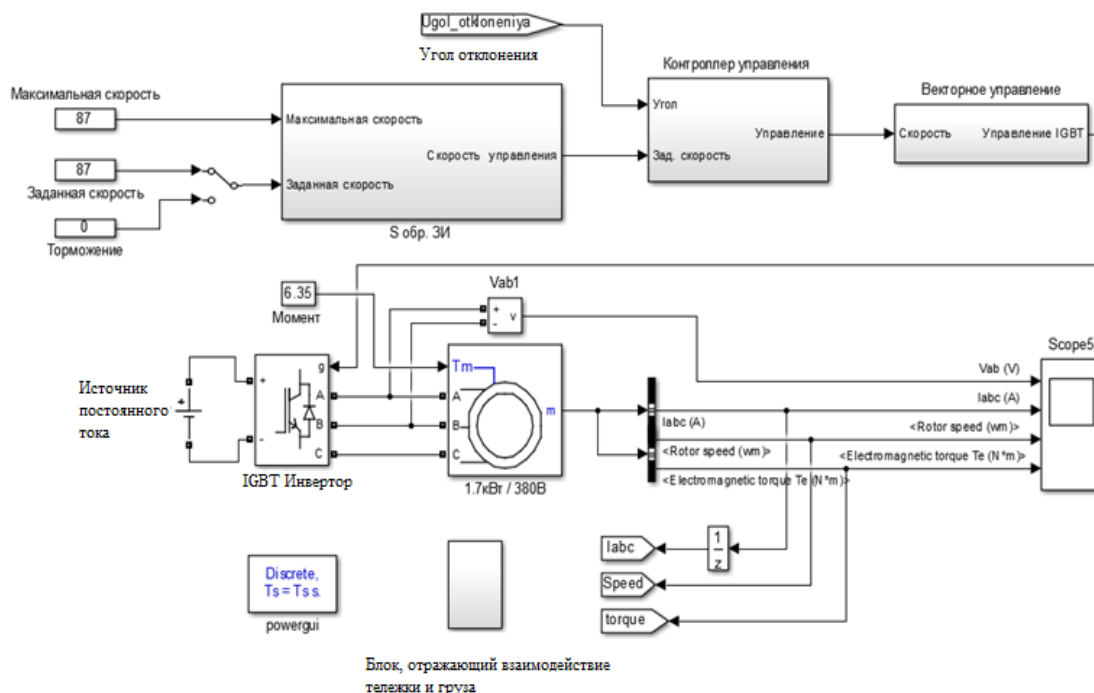 Ugol_otkloneniya
Угол отклонения
Контроллер управления
Максимальная скорость
Векторное управление
87
Максимальная скорость
Угол
Скорость управления
Управление
Скорость
Управление IGBT
87
Заданная скорость
Зад. скорость
Заданная скорость
0
Торможение
S обр. ЗИ
6.35
Момент
Vab1
+
-
v
Scope5
Источник
постоянного
тока
+
+
-
g
A
B
C
IGBT Инвертор
Tm
A
B
C
m
1.7кВт / 380В
Vab (V)
Iabc (A)
Iabc (A)
<Rotor speed (wm)>
<Rotor speed (wm)>
<Electromagnetic torque Te (N*m)>
<Electromagnetic torque Te (N*m)>
Iabc
1
z
Speed
torque
Discrete,
Ts = Tss s.
powergui
Блок, отражающий взаимодействие
тележки и груза